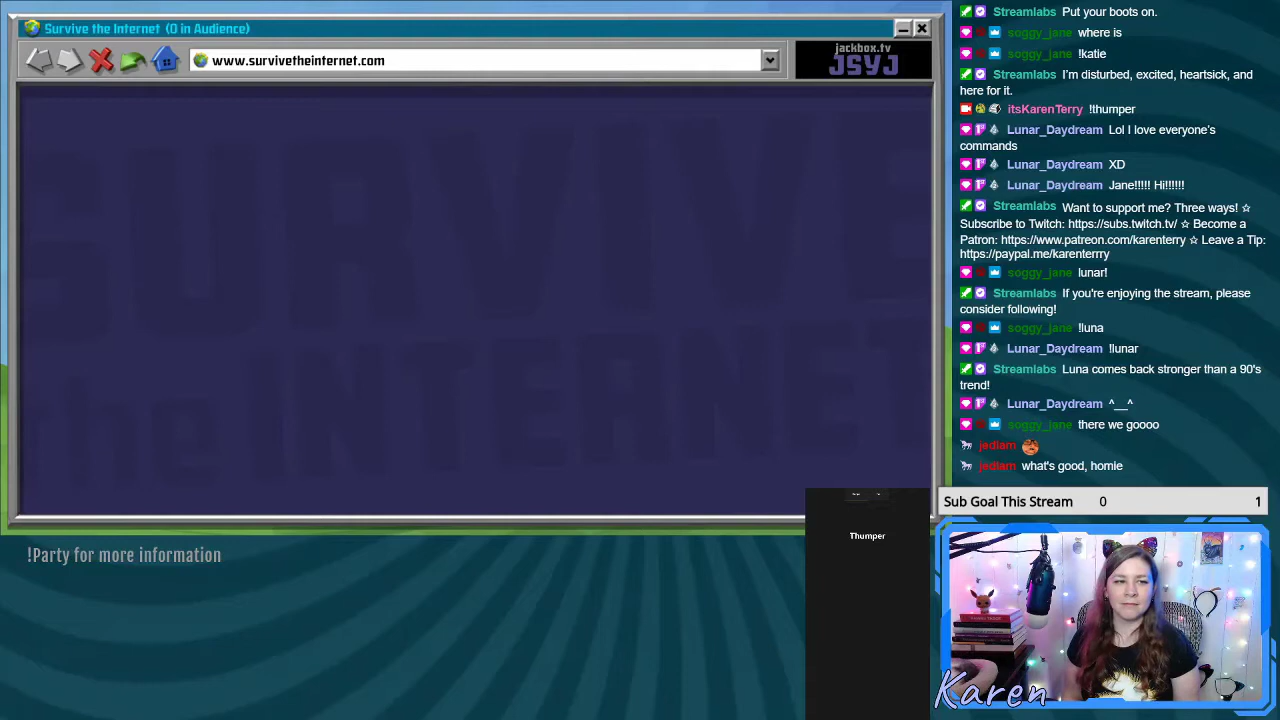 Survive the Internet (0 in Audience)
www.survivetheinternet.com
jackbox.tv
JSYJ
SURVIVE
THE INTERNET
Streamlabs Put your boots on.
soggy_jane where is
soggy_jane !katie
Streamlabs I'm disturbed, excited, heartsick, and
here for it.
itsKarenTerry !thumper
Lunar_Daydream Lol I love everyone's
commands
Lunar_Daydream XD
Lunar_Daydream Jane!!!!! Hi!!!!!!
Streamlabs Want to support me? Three ways! ☆
Subscribe to Twitch: https://subs.twitch.tv/ ☆ Become a
Patron: https://www.patreon.com/karenterry ☆ Leave a Tip:
https://paypal.me/karenterrry
soggy_jane lunar!
Streamlabs If you're enjoying the stream, please
consider following!
soggy_jane !luna
Lunar_Daydream !lunar
Streamlabs Luna comes back stronger than a 90's
trend!
Lunar_Daydream ^__^
soggy_jane there we goooo
jedlam
jedlam what's good, homie
Sub Goal This Stream 0 1
Thumper
!Party for more information
Karen